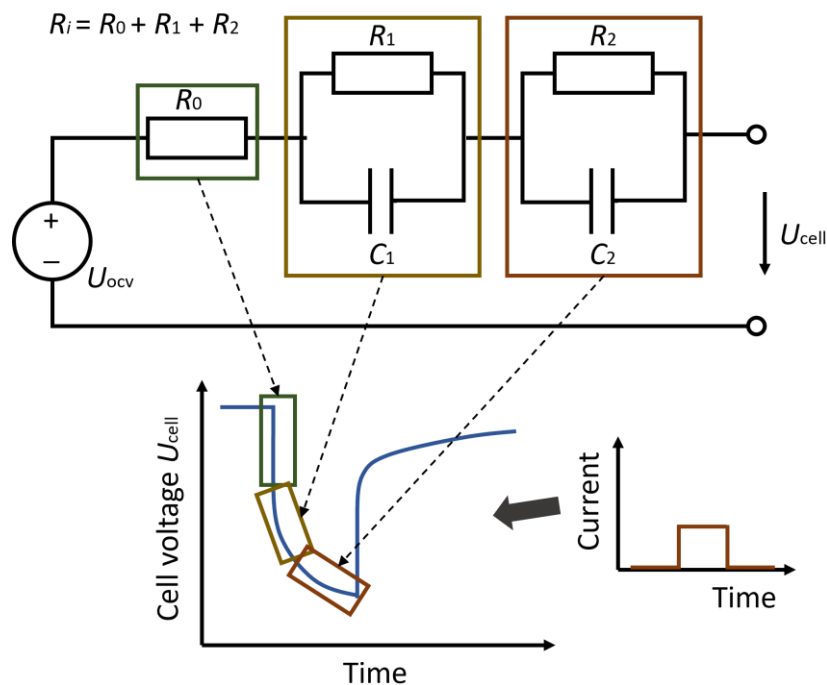 Ri = R0 + R1 + R2
R1
R2
R0
+
–
Uocv
C1
C2
Ucell
Cell voltage Ucell
Time
Current
Time